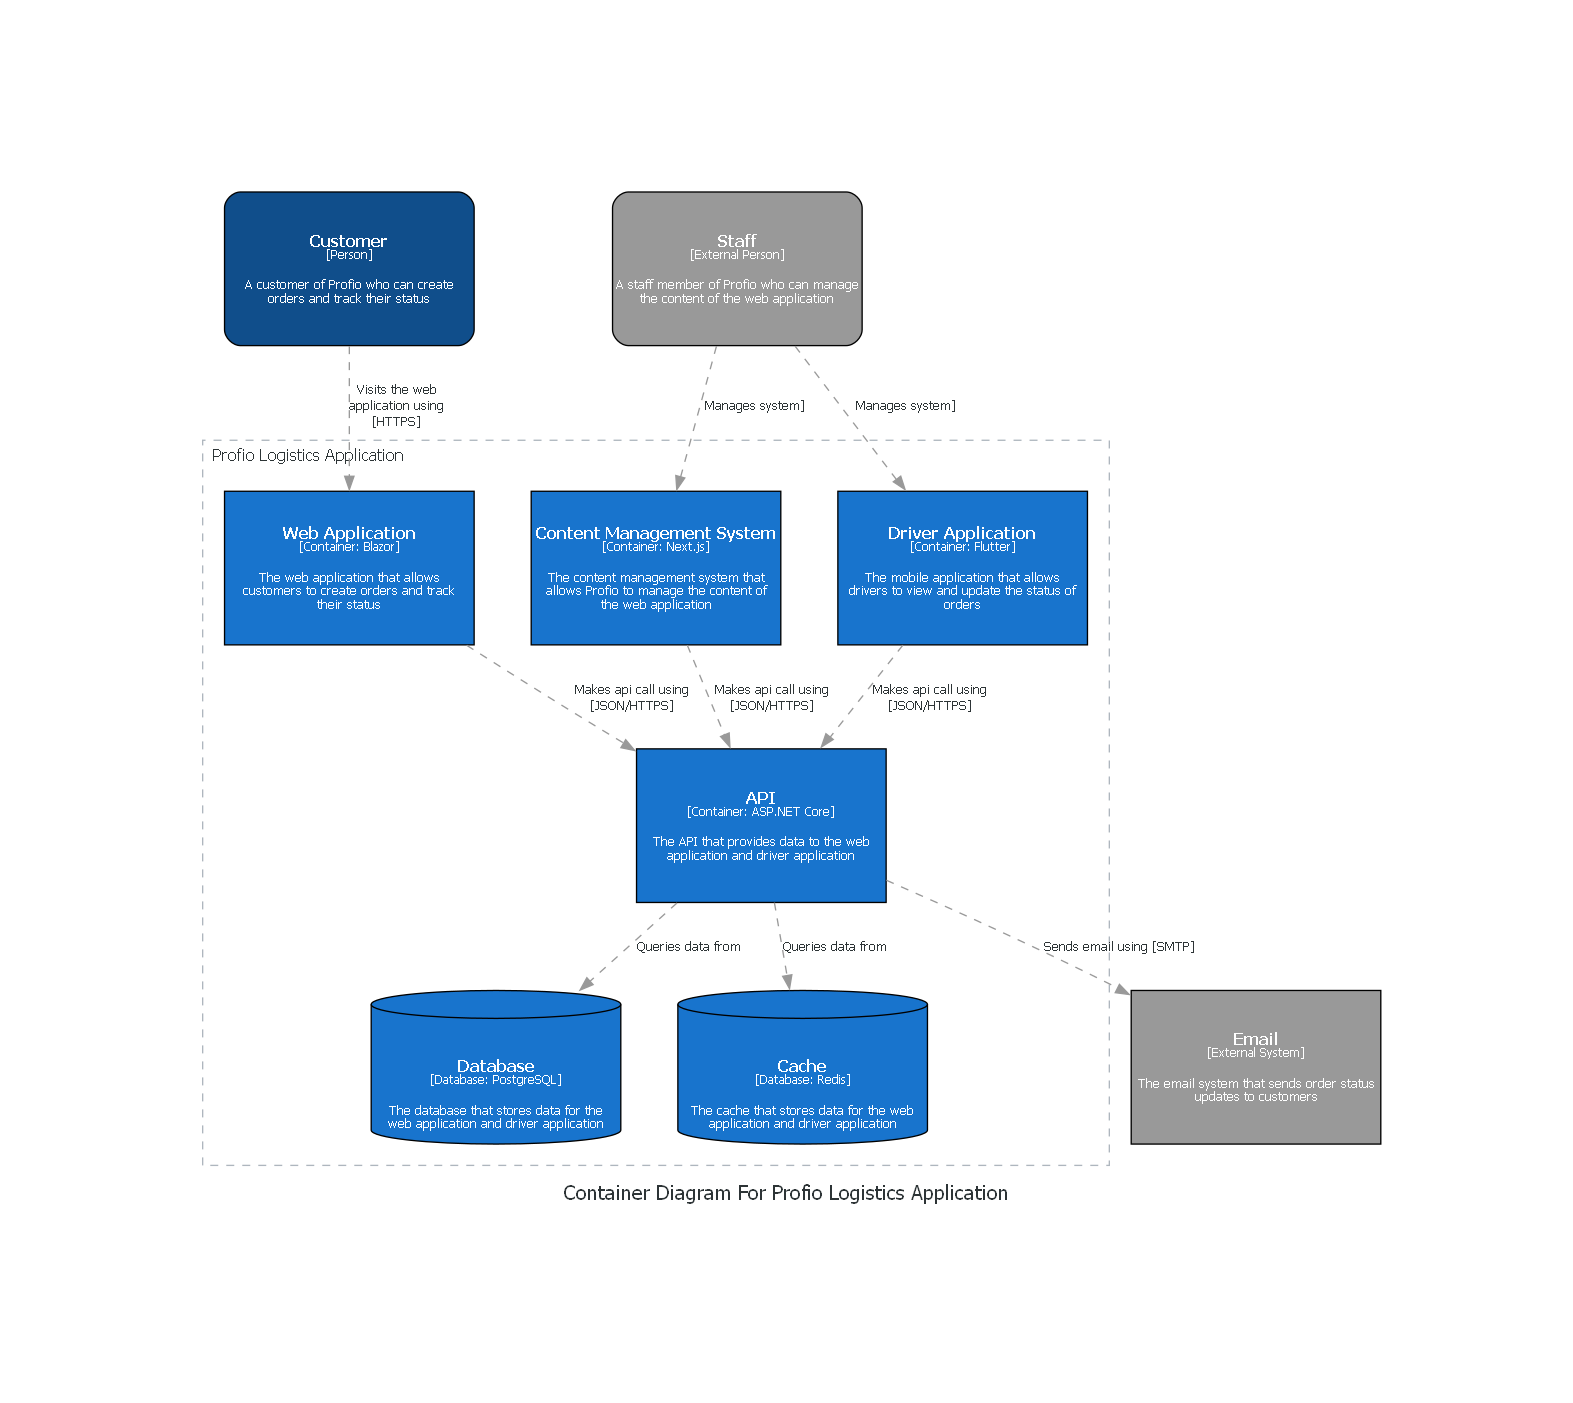 Customer
[Person]
A customer of Profio who can create
orders and track their status
Staff
[External Person]
A staff member of Profio who can manage
the content of the web application
Visits the web
application using
[HTTPS]
Manages system]
Manages system]
Profio Logistics Application
Web Application
[Container: Blazor]
The web application that allows
customers to create orders and track
their status
Content Management System
[Container: Next.js]
The content management system that
allows Profio to manage the content of
the web application
Driver Application
[Container: Flutter]
The mobile application that allows
drivers to view and update the status of
orders
Makes api call using
[JSON/HTTPS]
Makes api call using
[JSON/HTTPS]
Makes api call using
[JSON/HTTPS]
API
[Container: ASP.NET Core]
The API that provides data to the web
application and driver application
Queries data from
Queries data from
Sends email using [SMTP]
Database
[Database: PostgreSQL]
The database that stores data for the
web application and driver application
Cache
[Database: Redis]
The cache that stores data for the web
application and driver application
Email
[External System]
The email system that sends order status
updates to customers
Container Diagram For Profio Logistics Application